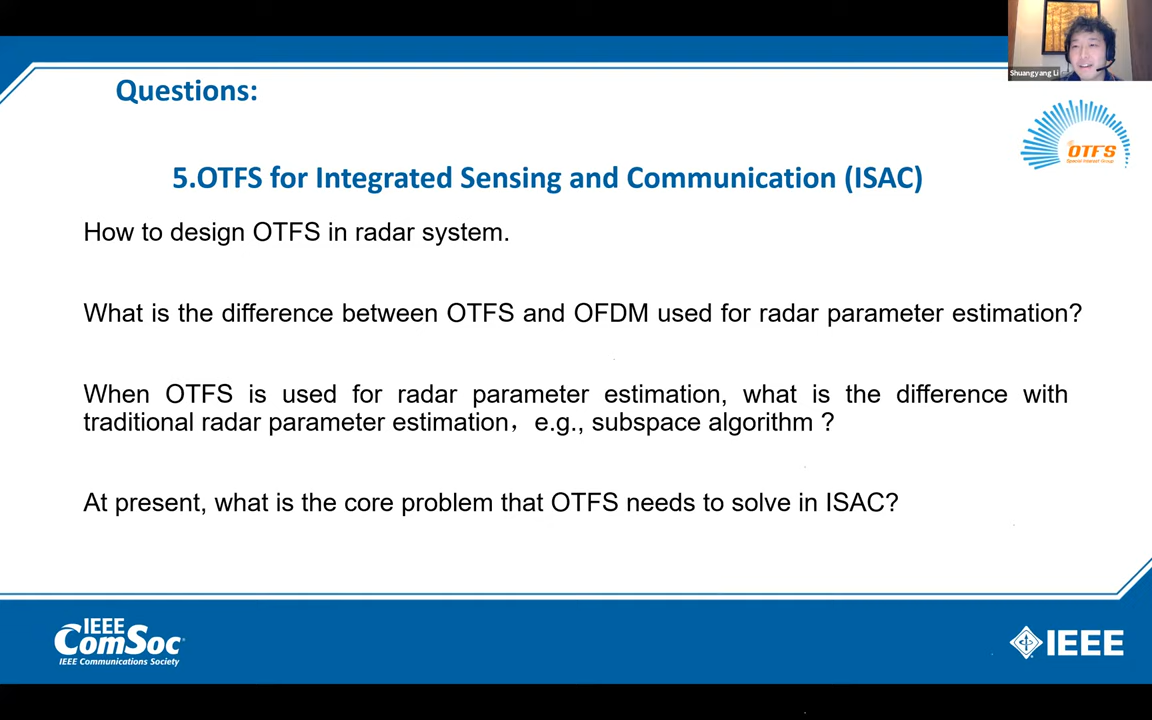 Shuangyang Li
Questions:
OTFS
Special Interest Group
5.OTFS for Integrated Sensing and Communication (ISAC)
How to design OTFS in radar system.
What is the difference between OTFS and OFDM used for radar parameter estimation?
When OTFS is used for radar parameter estimation, what is the difference with
traditional radar parameter estimation，e.g., subspace algorithm ?
At present, what is the core problem that OTFS needs to solve in ISAC?
IEEE
ComSoc
IEEE Communications Society
IEEE